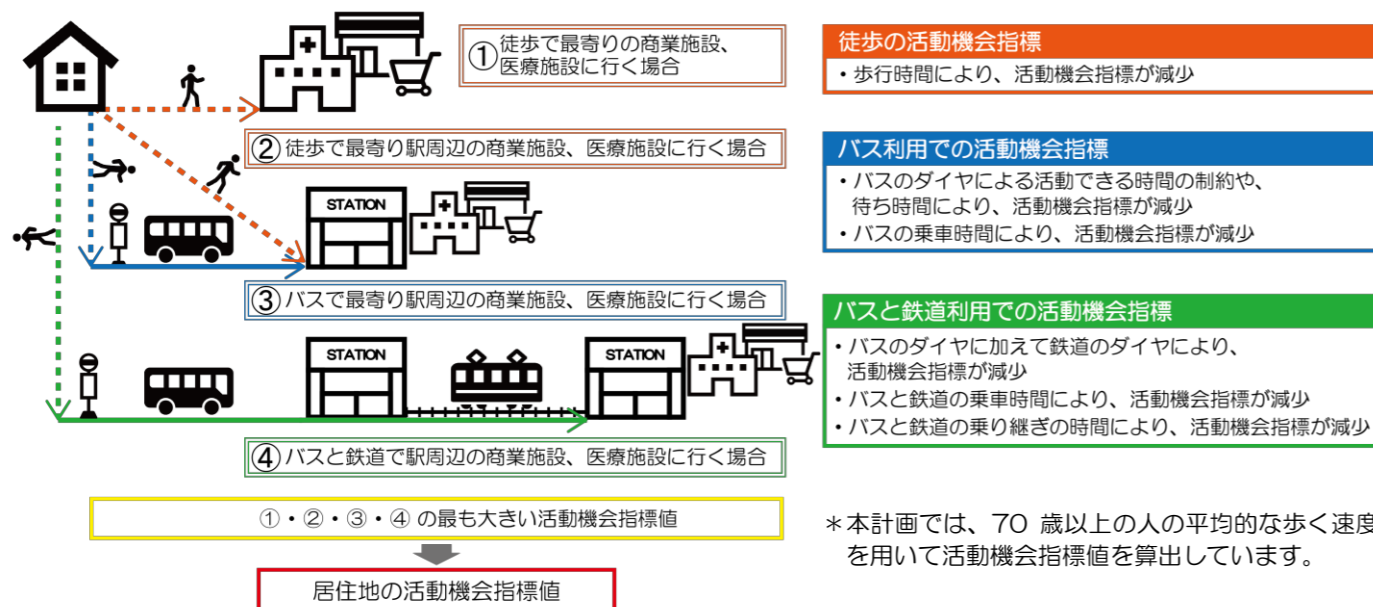 ① 徒歩で最寄りの商業施設、
医療施設に行く場合
② 徒歩で最寄り駅周辺の商業施設、医療施設に行く場合
STATION
③ バスで最寄り駅周辺の商業施設、医療施設に行く場合
STATION
STATION
④ バスと鉄道で駅周辺の商業施設、医療施設に行く場合
①・②・③・④ の最も大きい活動機会指標値
居住地の活動機会指標値
徒歩の活動機会指標
・歩行時間により、活動機会指標が減少
バス利用での活動機会指標
・バスのダイヤによる活動できる時間の制約や、
待ち時間により、活動機会指標が減少
・バスの乗車時間により、活動機会指標が減少
バスと鉄道利用での活動機会指標
・バスのダイヤに加えて鉄道のダイヤにより、
活動機会指標が減少
・バスと鉄道の乗車時間により、活動機会指標が減少
・バスと鉄道の乗り継ぎの時間により、活動機会指標が減少
＊本計画では、70 歳以上の人の平均的な歩く速度
を用いて活動機会指標値を算出しています。